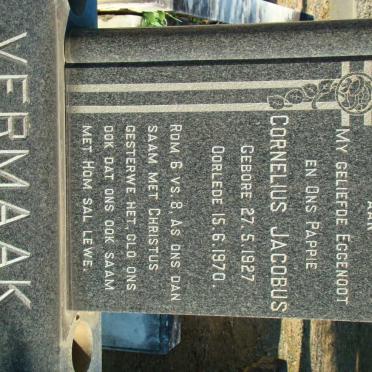 AAN
MY GELIEFDE EGGENOOT
EN ONS PAPPIE
CORNELIUS JACOBUS
GEBORE 27.5.1927
OORLEDE 15.6.1970
ROM 6 VS. 8 AS ONS DAN
SAAM MET CHRISTUS
GESTERWE HET, GLO ONS
OOK DAT ONS OOK SAAM
MET HOM SAL LEWE.
VERMAAK